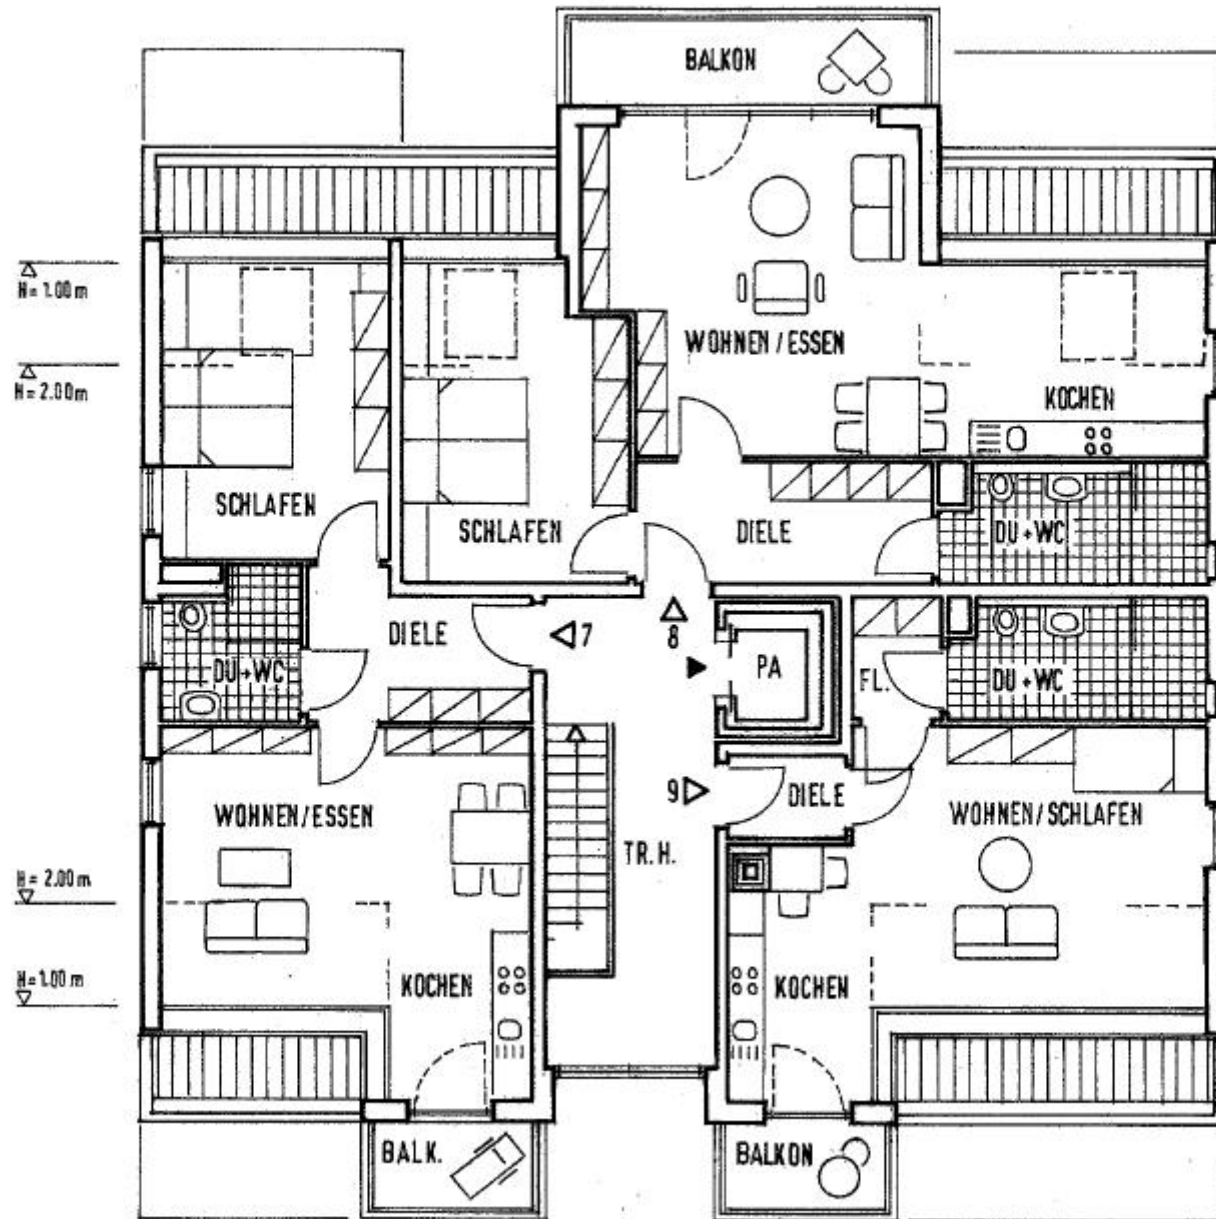 BALKON
H = 1.00 m
H = 2.00 m
WOHNEN / ESSEN
KOCHEN
SCHLAFEN
SCHLAFEN
DIELE
DU + WC
DIELE
7
8
PA
FL.
DU + WC
DU + WC
9
DIELE
WOHNEN/ESSEN
WOHNEN/SCHLAFEN
TR.H.
H = 2.00 m
H = 1.00 m
KOCHEN
KOCHEN
BALK.
BALKON